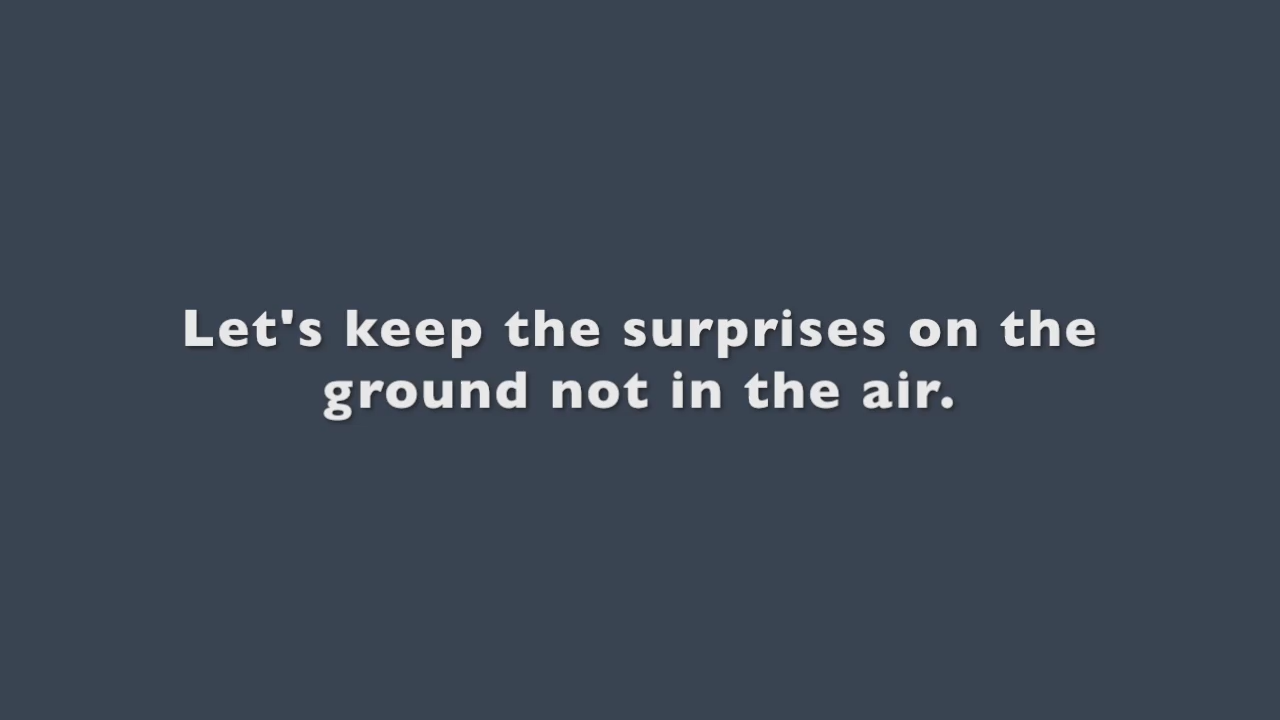 Let's keep the surprises on the
ground not in the air.